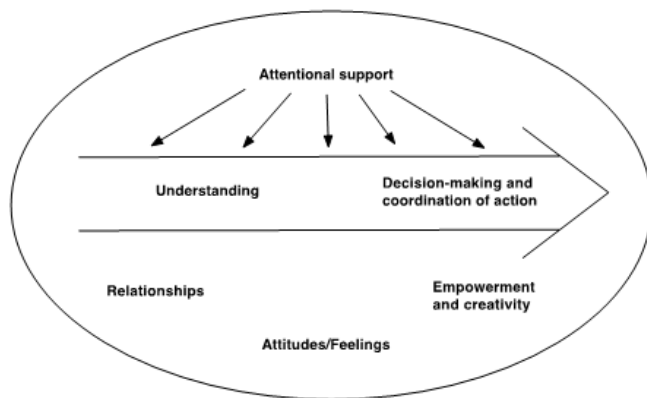 Attentional support
Understanding
Decision-making and
coordination of action
Relationships
Empowerment
and creativity
Attitudes/Feelings